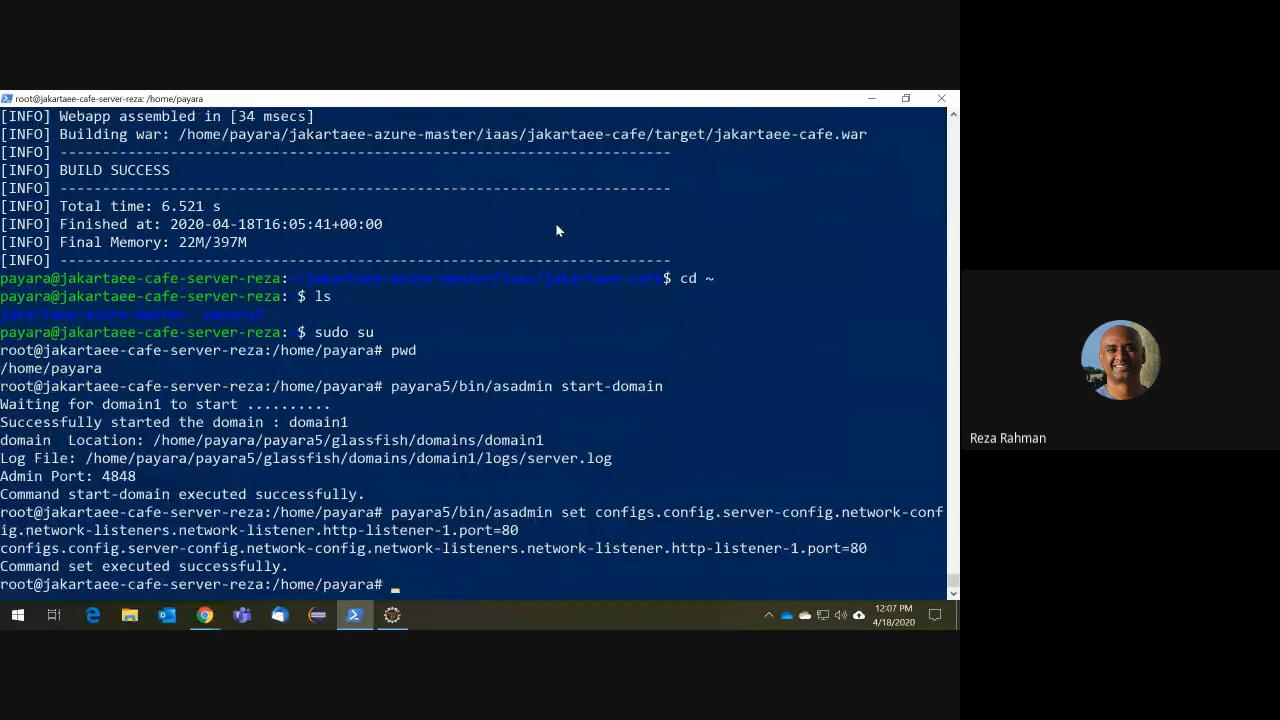 root@jakartaee-cafe-server-reza: /home/payara
[INFO] Webapp assembled in [34 msecs]
[INFO] Building war: /home/payara/jakartaee-azure-master/iaas/jakartaee-cafe/target/jakartaee-cafe.war
[INFO] ------------------------------------------------------------------------
[INFO] BUILD SUCCESS
[INFO] ------------------------------------------------------------------------
[INFO] Total time: 6.521 s
[INFO] Finished at: 2020-04-18T16:05:41+00:00
[INFO] Final Memory: 22M/397M
[INFO] ------------------------------------------------------------------------
payara@jakartaee-cafe-server-reza:~/jakartaee-azure-master/iaas/jakartaee-cafe$ cd ~
payara@jakartaee-cafe-server-reza: $ ls
jakartaee-azure-master  payara5
payara@jakartaee-cafe-server-reza: $ sudo su
root@jakartaee-cafe-server-reza:/home/payara# pwd
/home/payara
root@jakartaee-cafe-server-reza:/home/payara# payara5/bin/asadmin start-domain
Waiting for domain1 to start ..........
Successfully started the domain : domain1
domain  Location: /home/payara/payara5/glassfish/domains/domain1
Log File: /home/payara/payara5/glassfish/domains/domain1/logs/server.log
Admin Port: 4848
Command start-domain executed successfully.
root@jakartaee-cafe-server-reza:/home/payara# payara5/bin/asadmin set configs.config.server-config.network-conf
ig.network-listeners.network-listener.http-listener-1.port=80
configs.config.server-config.network-config.network-listeners.network-listener.http-listener-1.port=80
Command set executed successfully.
root@jakartaee-cafe-server-reza:/home/payara#
Reza Rahman
12:07 PM
4/18/2020